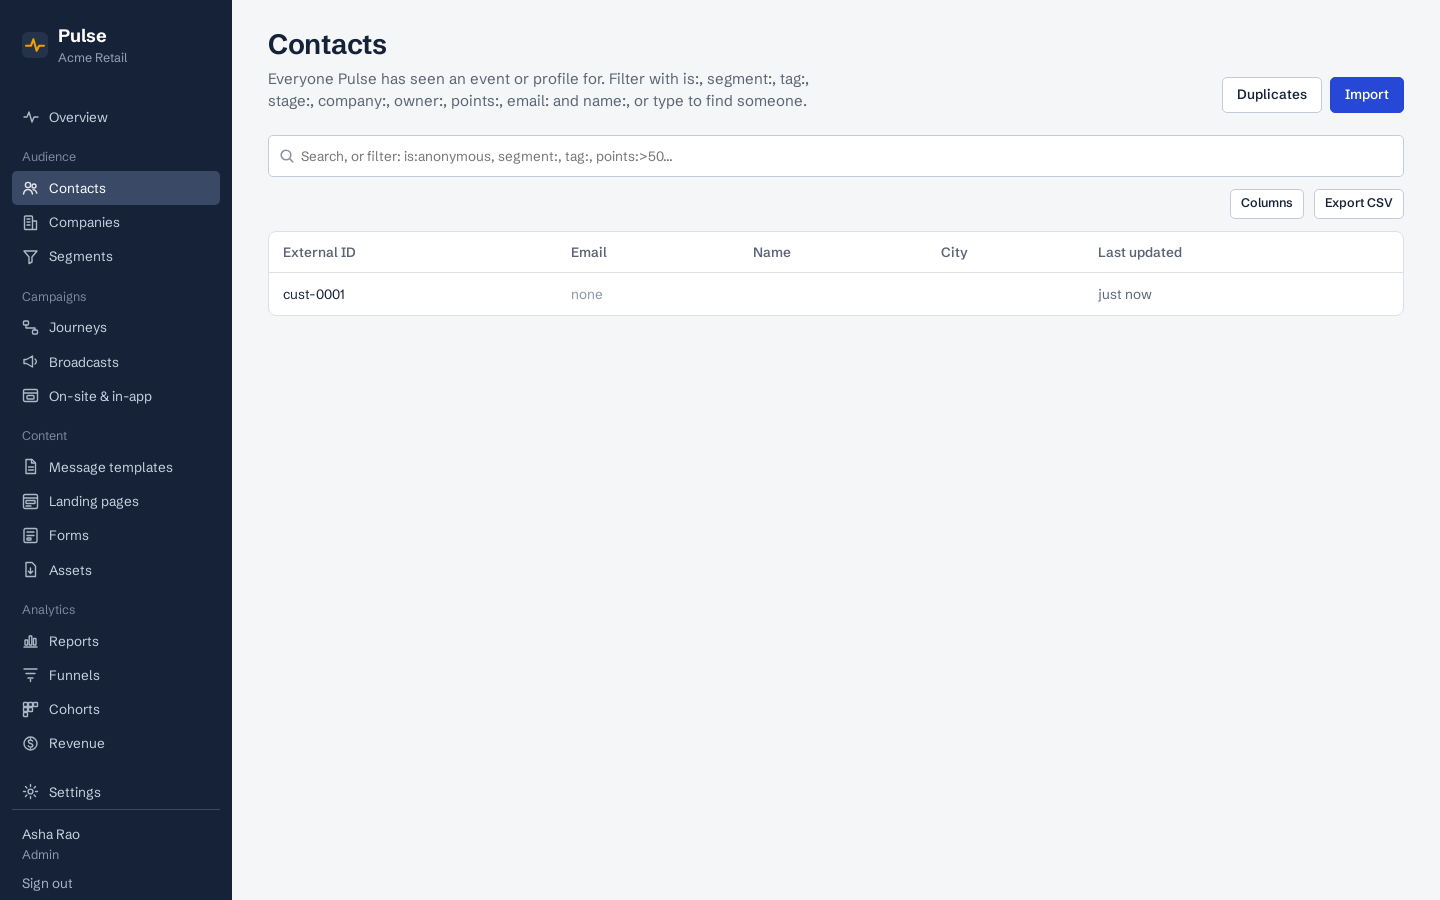 Pulse
Acme Retail
Overview
Audience
Contacts
Companies
Segments
Campaigns
Journeys
Broadcasts
On-site & in-app
Content
Message templates
Landing pages
Forms
Assets
Analytics
Reports
Funnels
Cohorts
Revenue
Settings
Asha Rao
Admin
Sign out
Contacts
Everyone Pulse has seen an event or profile for. Filter with is:, segment:, tag:,
stage:, company:, owner:, points:, email: and name:, or type to find someone.
Duplicates
Import
Search, or filter: is:anonymous, segment:, tag:, points:>50...
Columns
Export CSV
External ID Email Name City Last updated
cust-0001 none just now